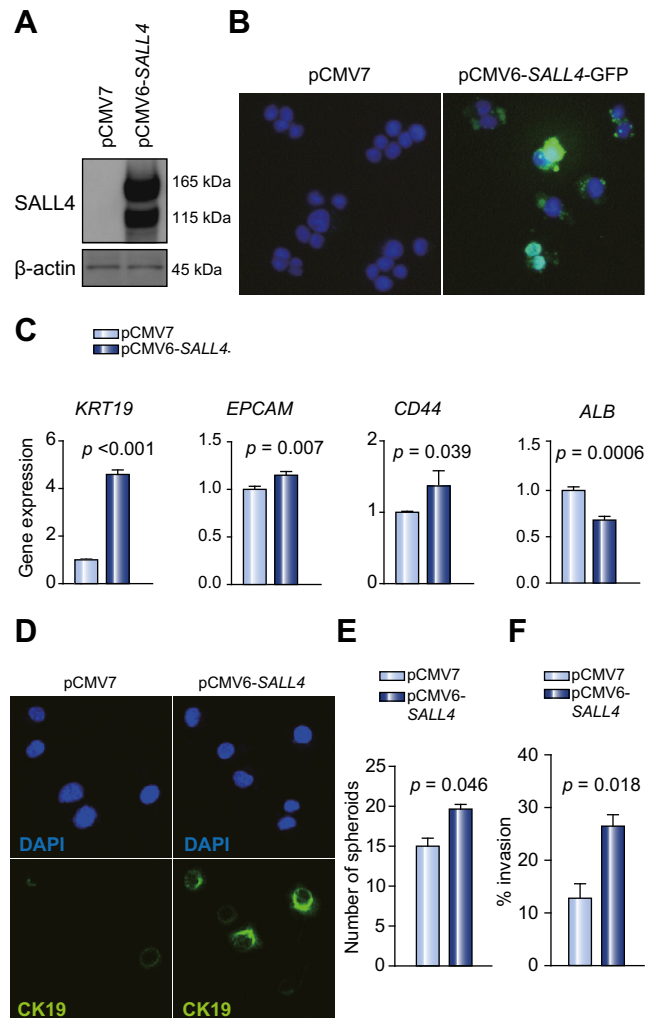 A
pCMV7
pCMV6-SALL4
SALL4
165 kDa
115 kDa
β-actin
45 kDa
B
pCMV7
pCMV6-SALL4-GFP
C
pCMV7
pCMV6-SALL4.
KRT19
EPCAM
CD44
ALB
Gene expression
6
4
2
0
p <0.001
1.5
1.0
0.5
0.0
p = 0.007
2
1
0
p = 0.039
1.5
1.0
0.5
0.0
p = 0.0006
D
pCMV7
pCMV6-SALL4
DAPI
DAPI
CK19
CK19
E
pCMV7
pCMV6-
SALL4
Number of spheroids
25
20
15
10
5
0
p = 0.046
F
pCMV7
pCMV6-
SALL4
% invasion
40
30
20
10
0
p = 0.018